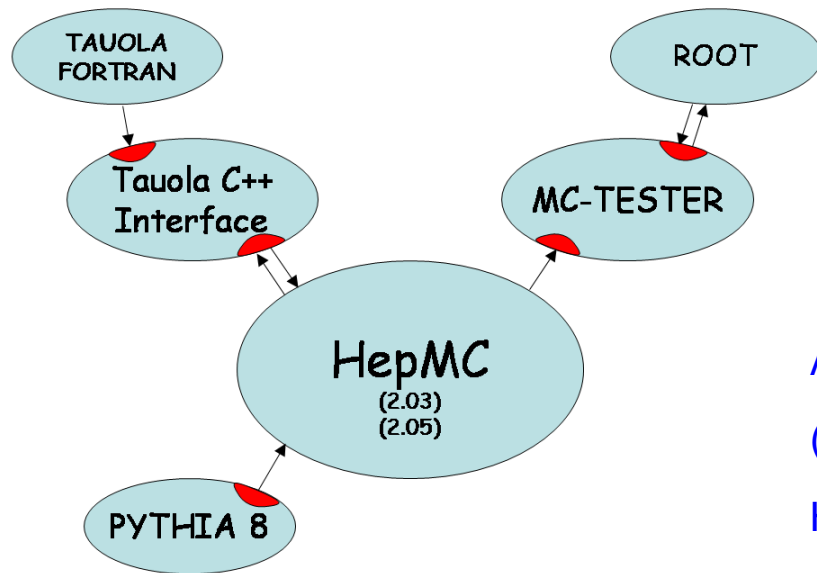 TAUOLA
FORTRAN
ROOT
Tauola C++
Interface
MC-TESTER
HepMC
(2.03)
(2.05)
PYTHIA 8
(